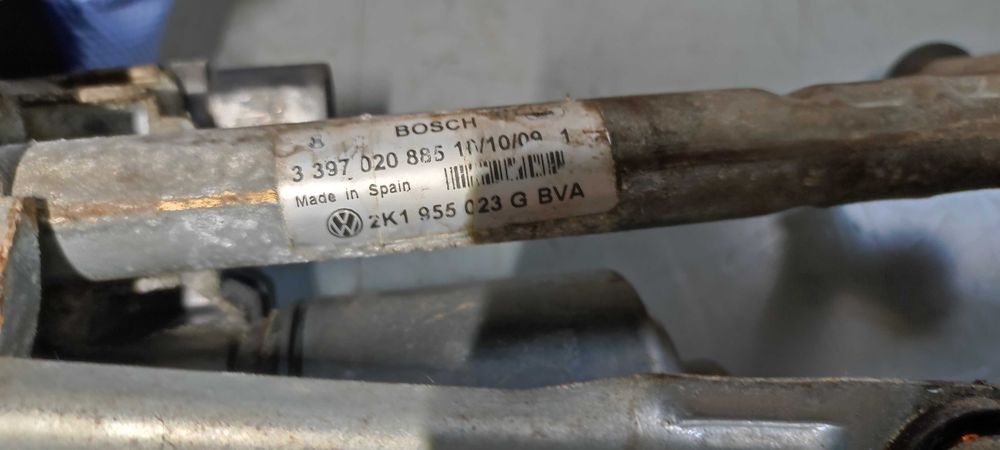 BOSCH
3 397 020 885 10/10/09 1
Made in Spain
2K1 955 023 G BVA